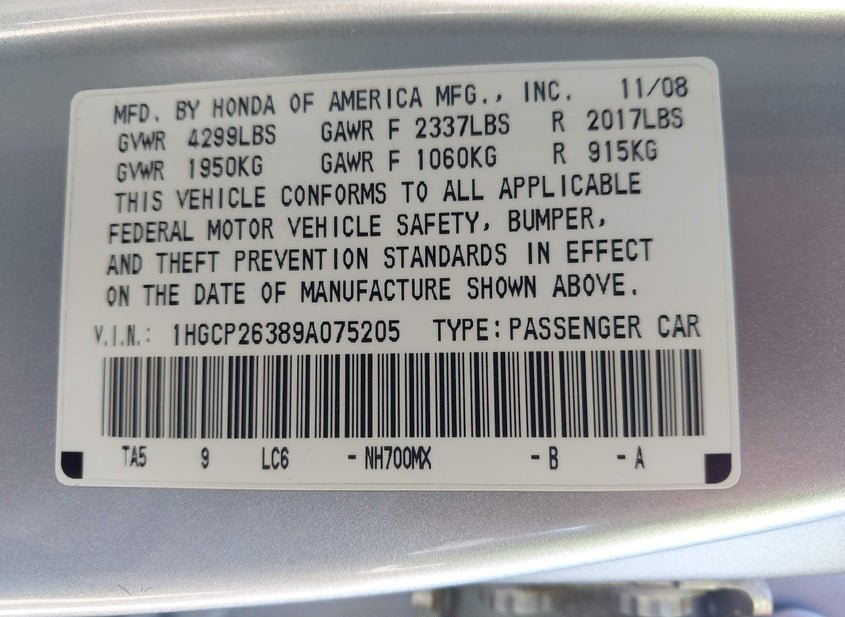 MFD. BY HONDA OF AMERICA MFG., INC. 11/08
GVWR 4299LBS GAWR F 2337LBS R 2017LBS
GVWR 1950KG GAWR F 1060KG R 915KG
THIS VEHICLE CONFORMS TO ALL APPLICABLE
FEDERAL MOTOR VEHICLE SAFETY, BUMPER,
AND THEFT PREVENTION STANDARDS IN EFFECT
ON THE DATE OF MANUFACTURE SHOWN ABOVE.
V.I.N.: 1HGCP26389A075205 TYPE: PASSENGER CAR
TA5 9 LC6 - NH700MX - B - A